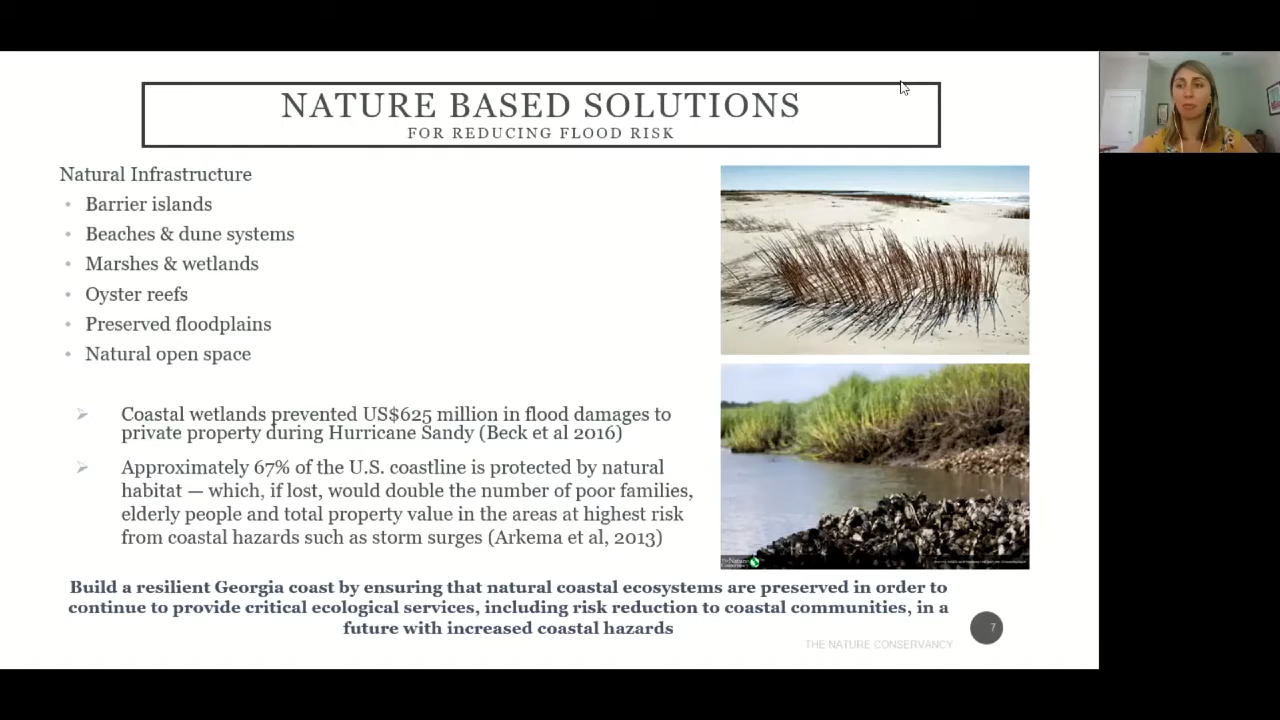 NATURE BASED SOLUTIONS
FOR REDUCING FLOOD RISK
Natural Infrastructure
• Barrier islands
• Beaches & dune systems
• Marshes & wetlands
• Oyster reefs
• Preserved floodplains
• Natural open space
Coastal wetlands prevented US$625 million in flood damages to
private property during Hurricane Sandy (Beck et al 2016)
Approximately 67% of the U.S. coastline is protected by natural
habitat — which, if lost, would double the number of poor families,
elderly people and total property value in the areas at highest risk
from coastal hazards such as storm surges (Arkema et al, 2013)
Build a resilient Georgia coast by ensuring that natural coastal ecosystems are preserved in order to
continue to provide critical ecological services, including risk reduction to coastal communities, in a
future with increased coastal hazards
7
THE NATURE CONSERVANCY